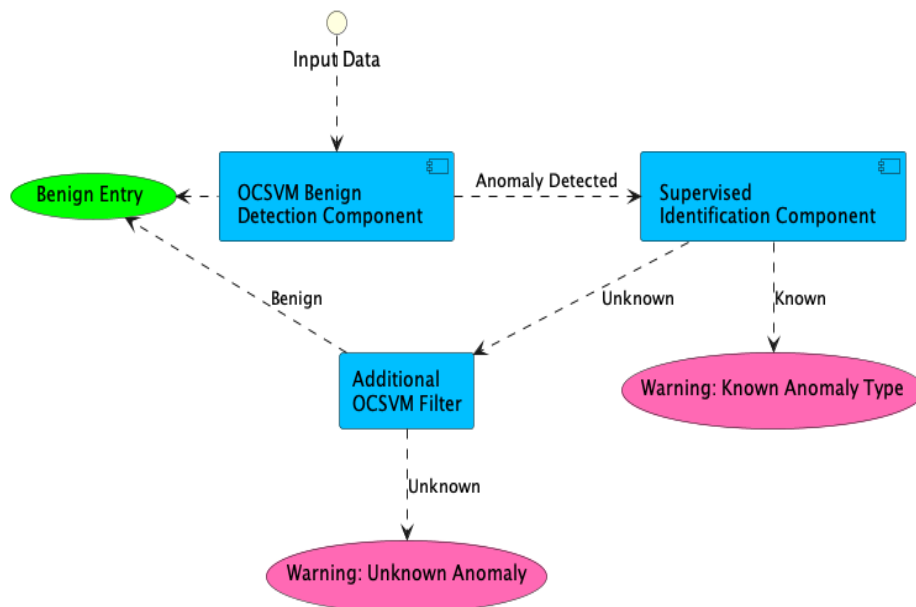 Input Data
Benign Entry
OCSVM Benign
Detection Component
Anomaly Detected
Supervised
Identification Component
Benign
Unknown
Known
Additional
OCSVM Filter
Warning: Known Anomaly Type
Unknown
Warning: Unknown Anomaly